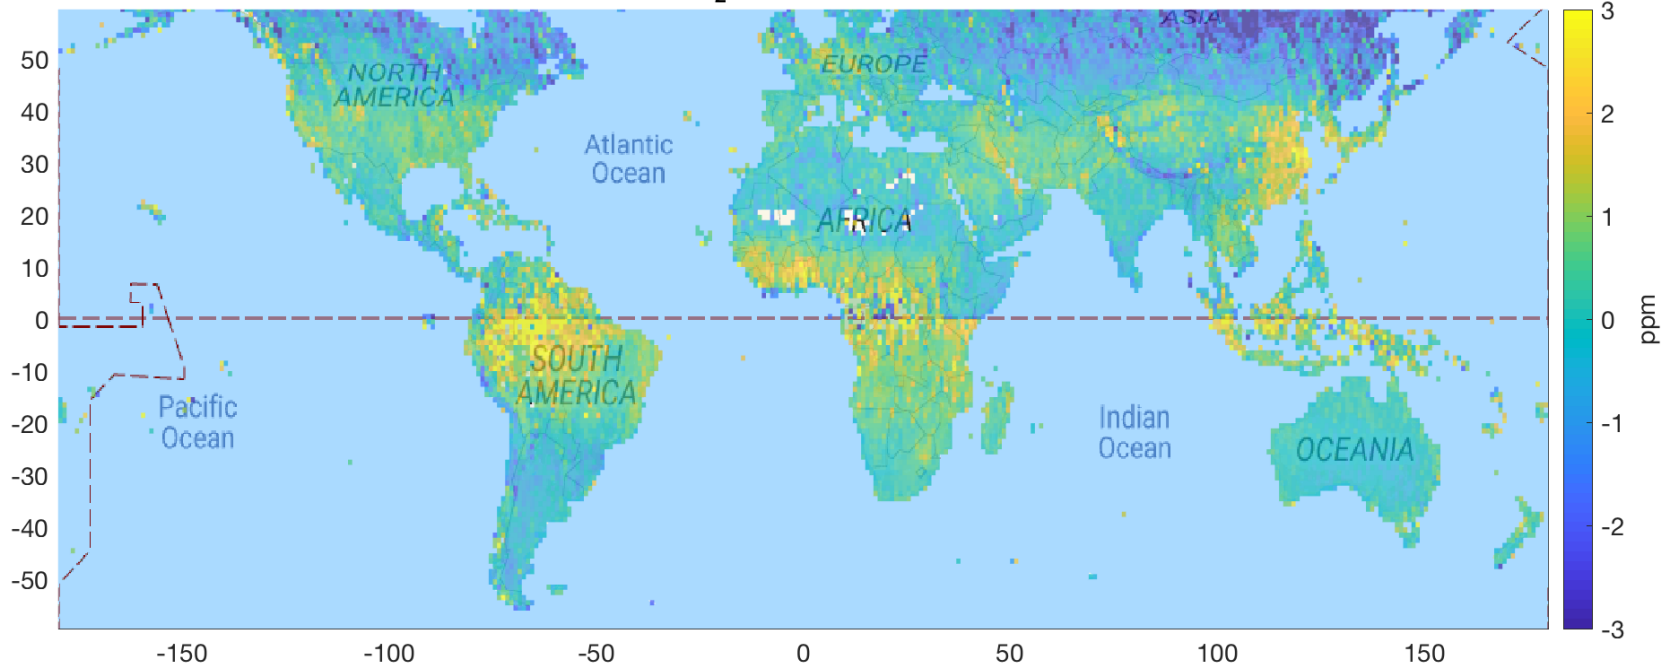 ASIA
50
NORTH
AMERICA
EUROPE
40
Atlantic
Ocean
30
20
AFRICA
10
0
SOUTH
AMERICA
-10
Pacific
Ocean
-20
Indian
Ocean
OCEANIA
-30
-40
-50
-150
-100
-50
0
50
100
150
3
2
1
0
-1
-2
-3
ppm